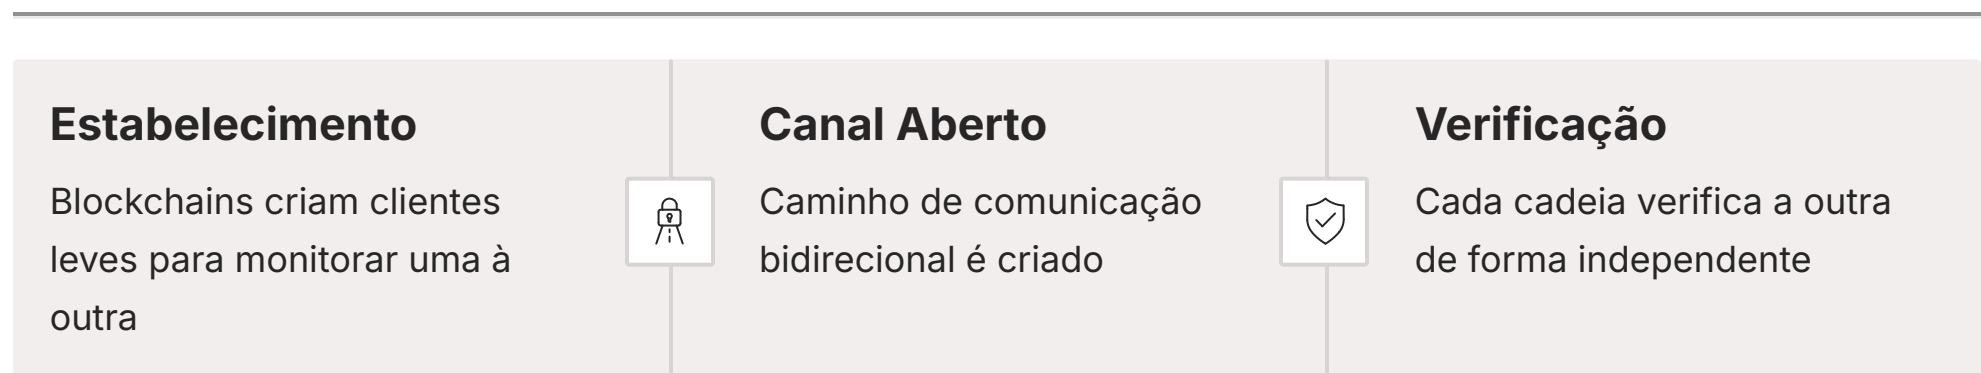 Estabelecimento
Blockchains criam clientes
leves para monitorar uma à
outra
Canal Aberto
Caminho de comunicação
bidirecional é criado
Verificação
Cada cadeia verifica a outra
de forma independente